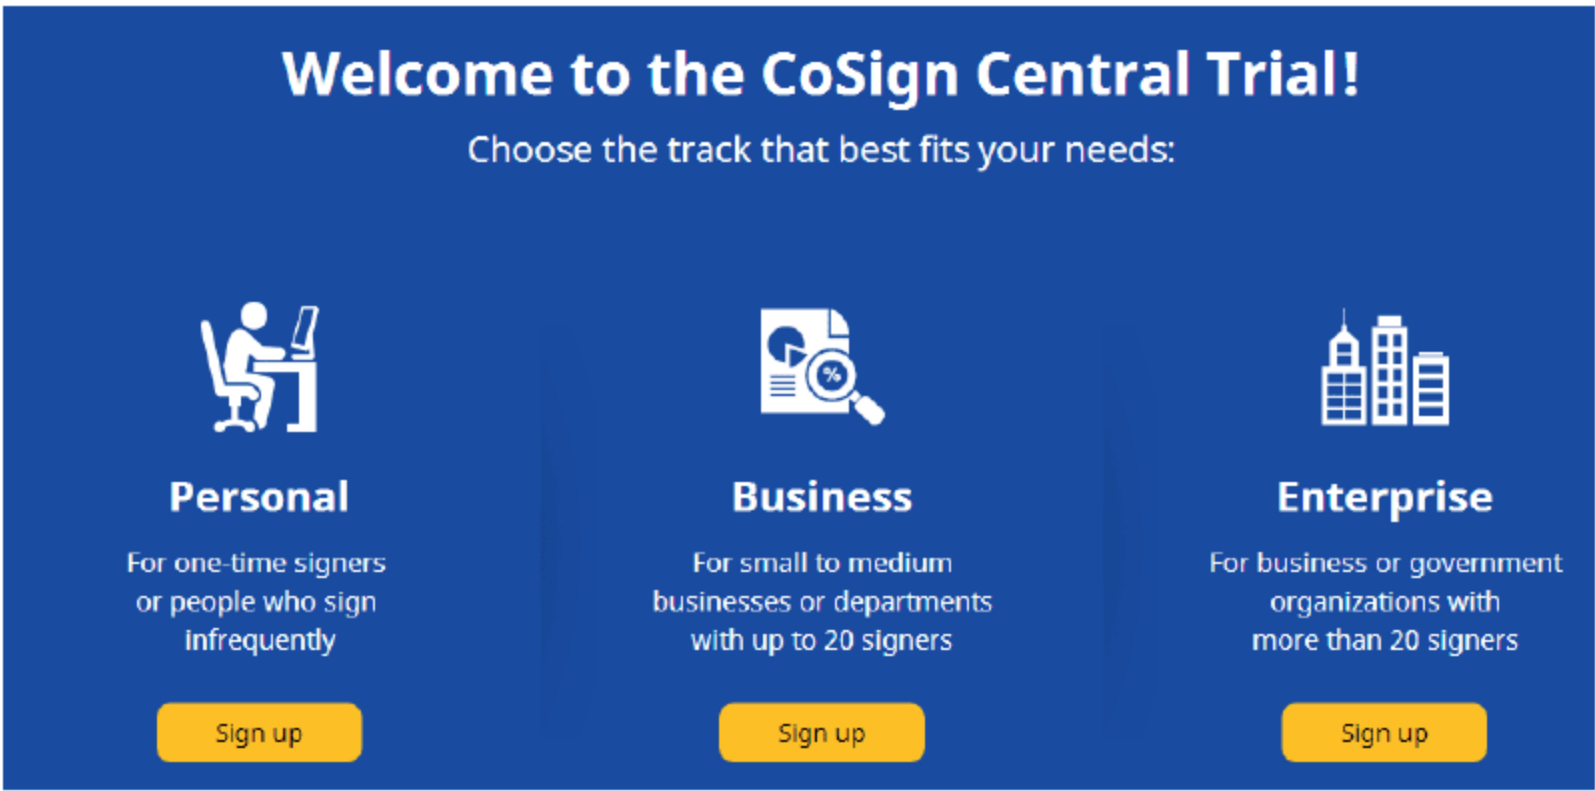 Welcome to the CoSign Central Trial!
Choose the track that best fits your needs:
%
Personal
For one-time signers
or people who sign
infrequently
Sign up
Business
For small to medium
businesses or departments
with up to 20 signers
Sign up
Enterprise
For business or government
organizations with
more than 20 signers
Sign up